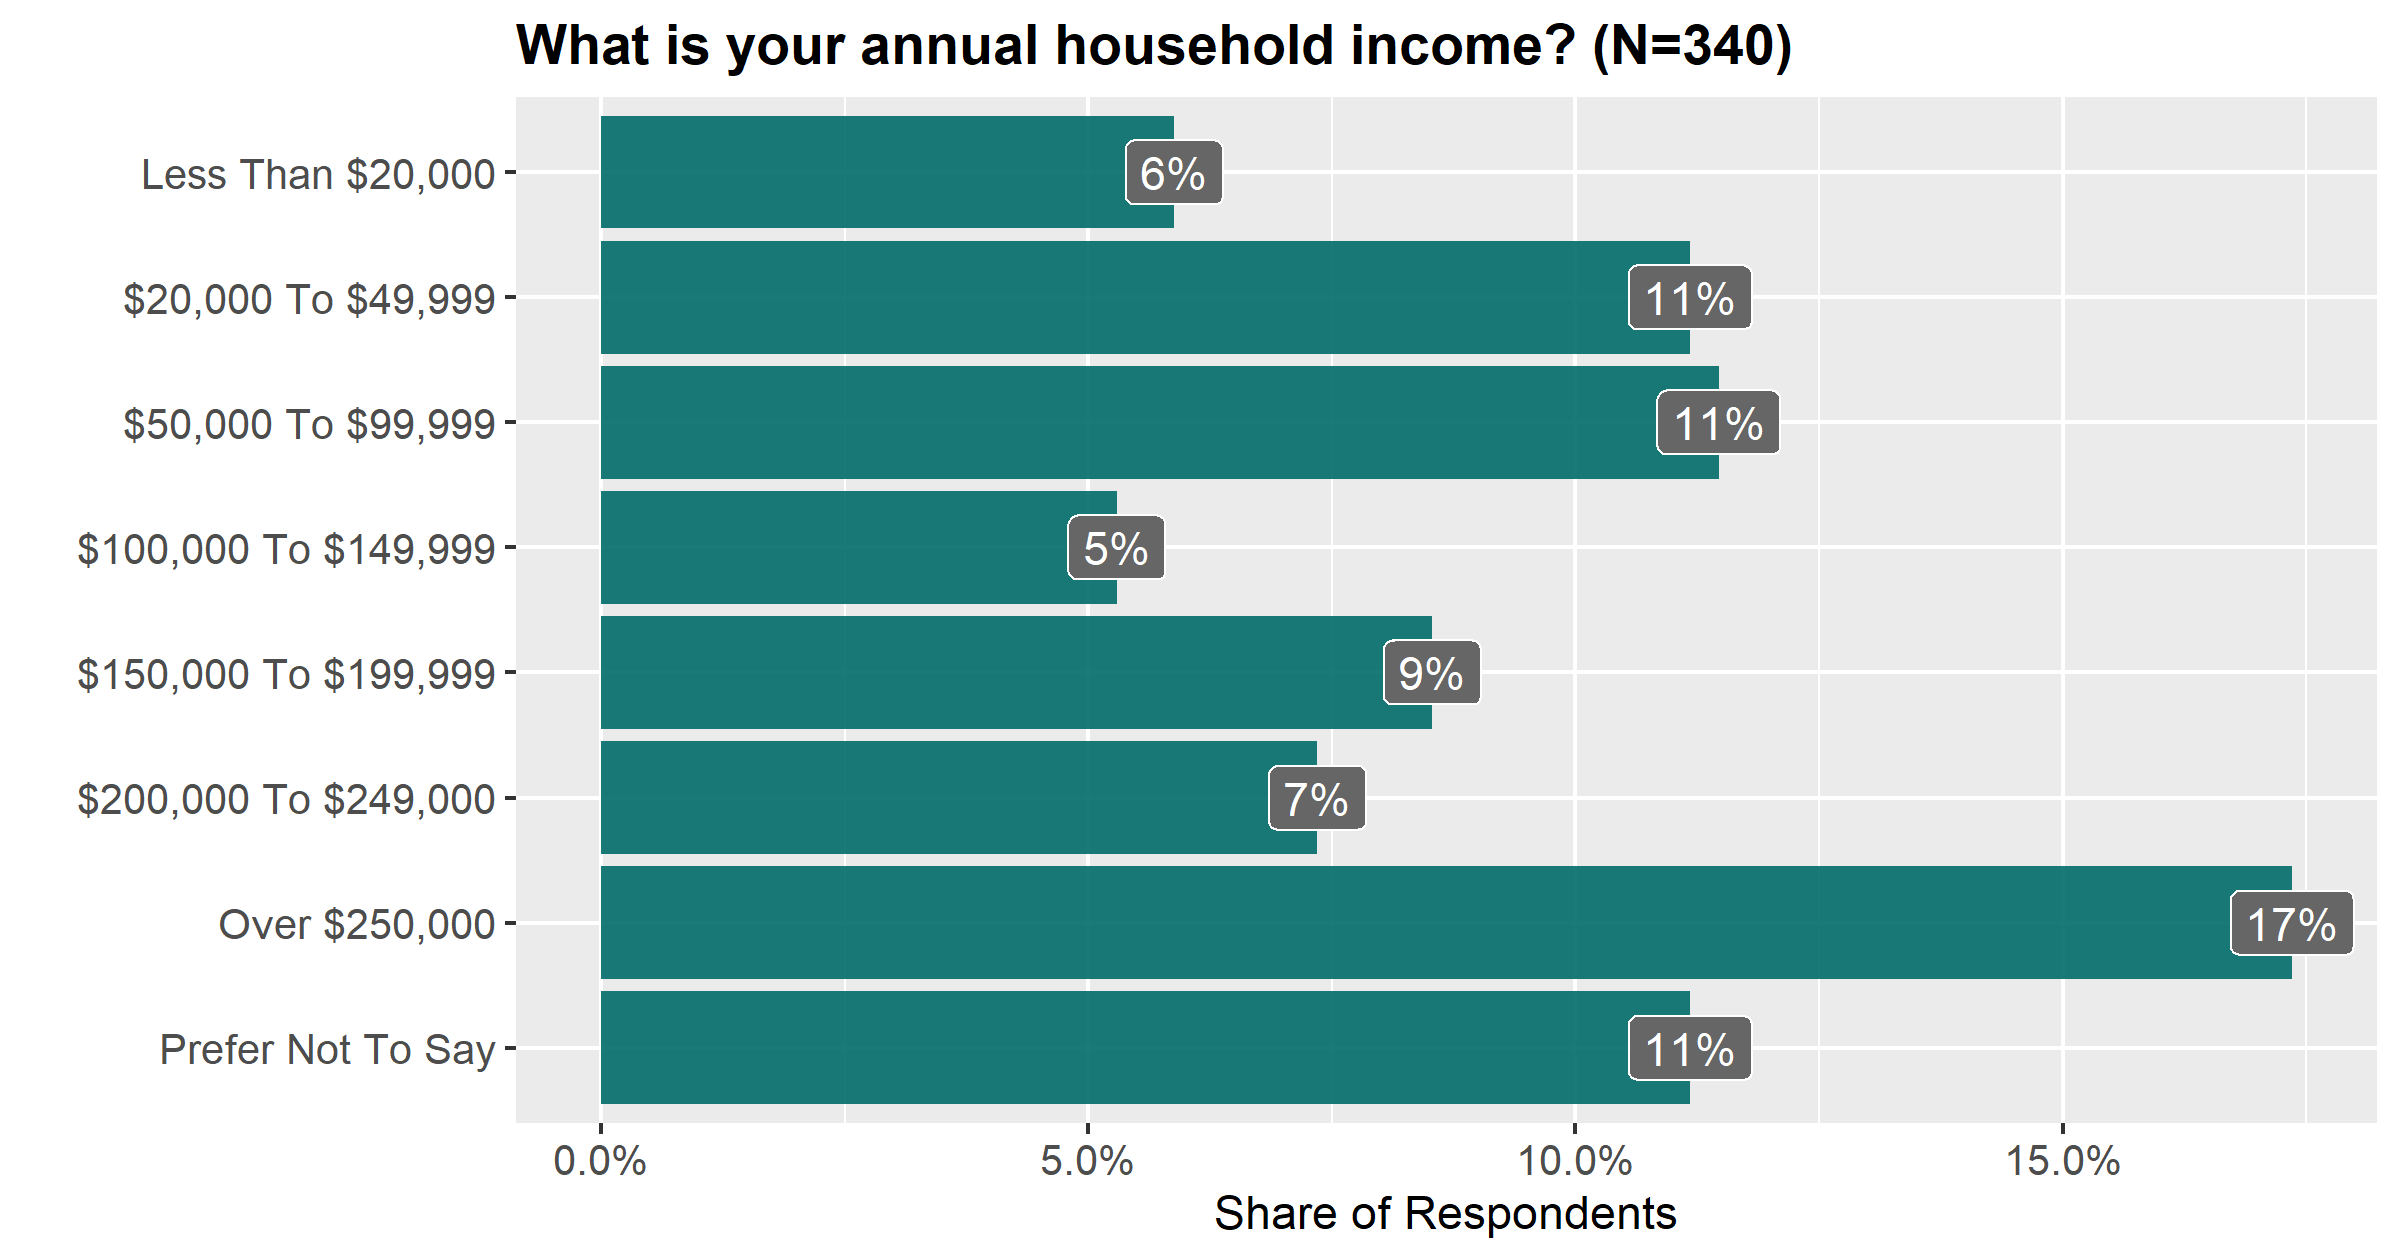 What is your annual household income? (N=340)
Less Than $20,000
6%
$20,000 To $49,999
11%
$50,000 To $99,999
11%
$100,000 To $149,999
5%
$150,000 To $199,999
9%
$200,000 To $249,000
7%
Over $250,000
17%
Prefer Not To Say
11%
0.0% 5.0% 10.0% 15.0%
Share of Respondents